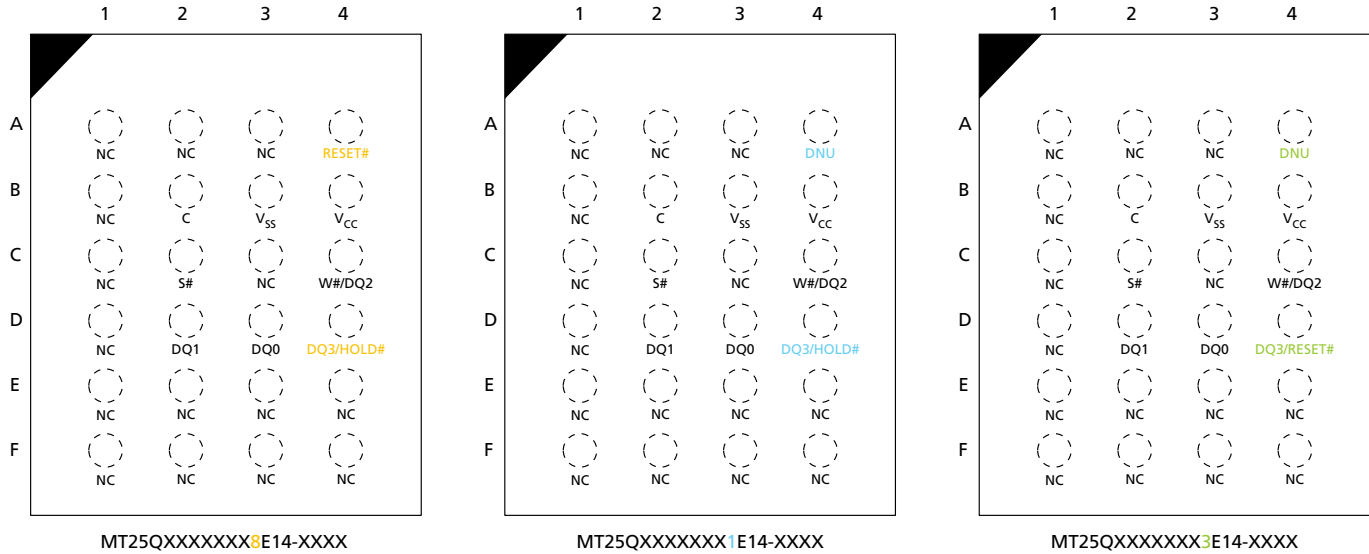 1 2 3 4 1 2 3 4 1 2 3 4
A A A
NC NC NC RESET# NC NC NC DNU NC NC NC DNU
B B B
NC C VSS VCC NC C VSS VCC NC C VSS VCC
C C C
NC S# NC W#/DQ2 NC S# NC W#/DQ2 NC S# NC W#/DQ2
D D D
NC DQ1 DQ0 DQ3/HOLD# NC DQ1 DQ0 DQ3/HOLD# NC DQ1 DQ0 DQ3/RESET#
E E E
NC NC NC NC NC NC NC NC NC NC NC NC
F F F
NC NC NC NC NC NC NC NC NC NC NC NC
MT25QXXXXXXX8E14-XXXX MT25QXXXXXXX1E14-XXXX MT25QXXXXXXX3E14-XXXX